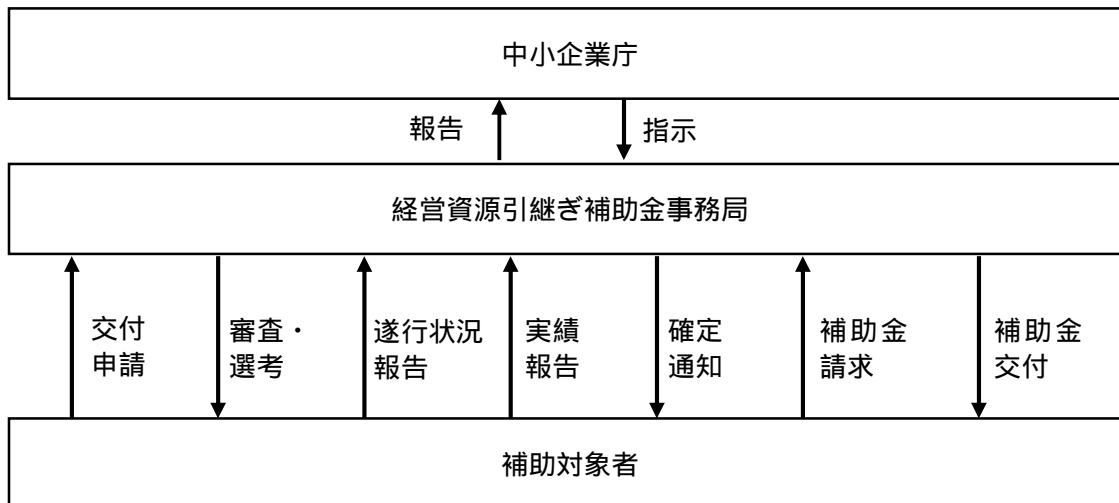 中小企業庁
報告
指示
経営資源引継ぎ補助金事務局
交付
申請
審査・
選考
遂行状況
報告
実績
報告
確定
通知
補助金
請求
補助金
交付
補助対象者